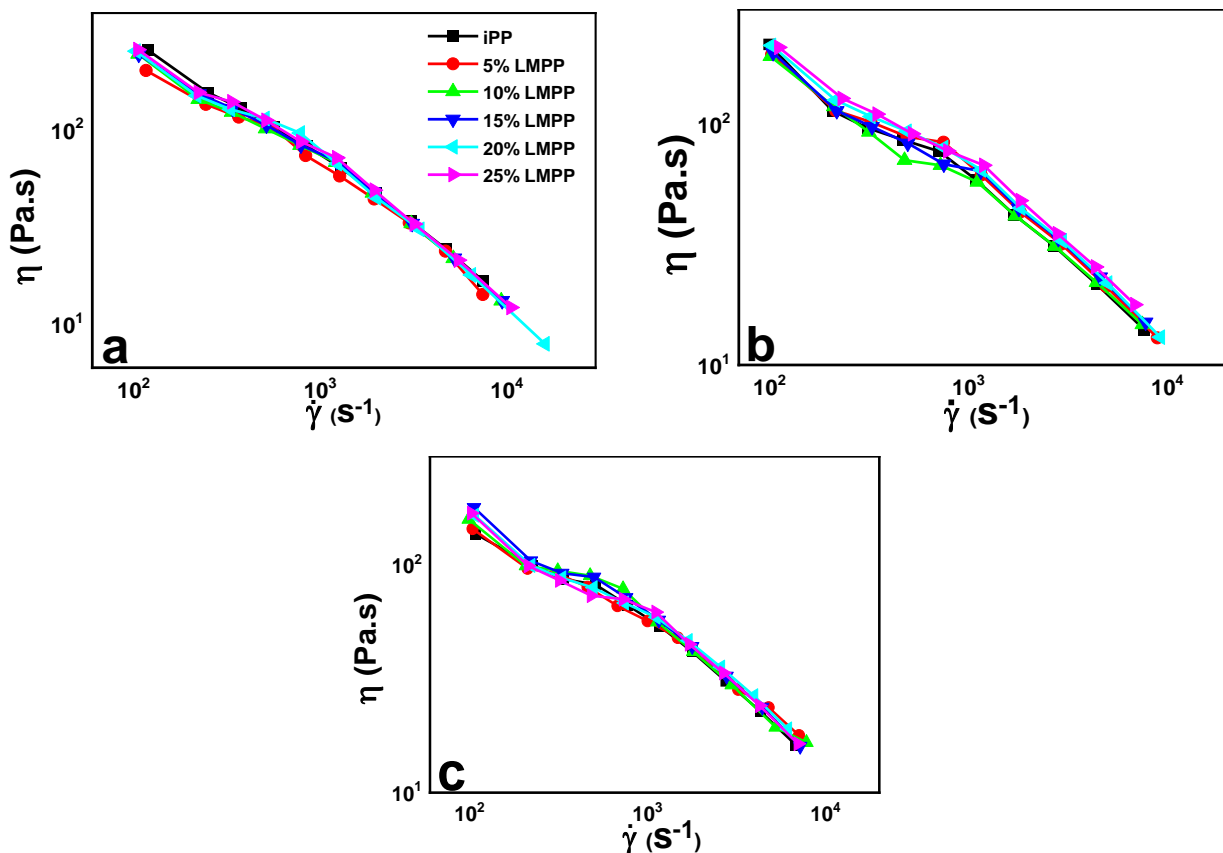 iPP
5% LMPP
10% LMPP
15% LMPP
20% LMPP
25% LMPP
η (Pa.s)
10²
10¹
a
10² 10³ 10⁴
γ̇ (s⁻¹)
η (Pa.s)
10²
10¹
b
10² 10³ 10⁴
γ̇ (s⁻¹)
η (Pa.s)
10²
10¹
c
10² 10³ 10⁴
γ̇ (s⁻¹)